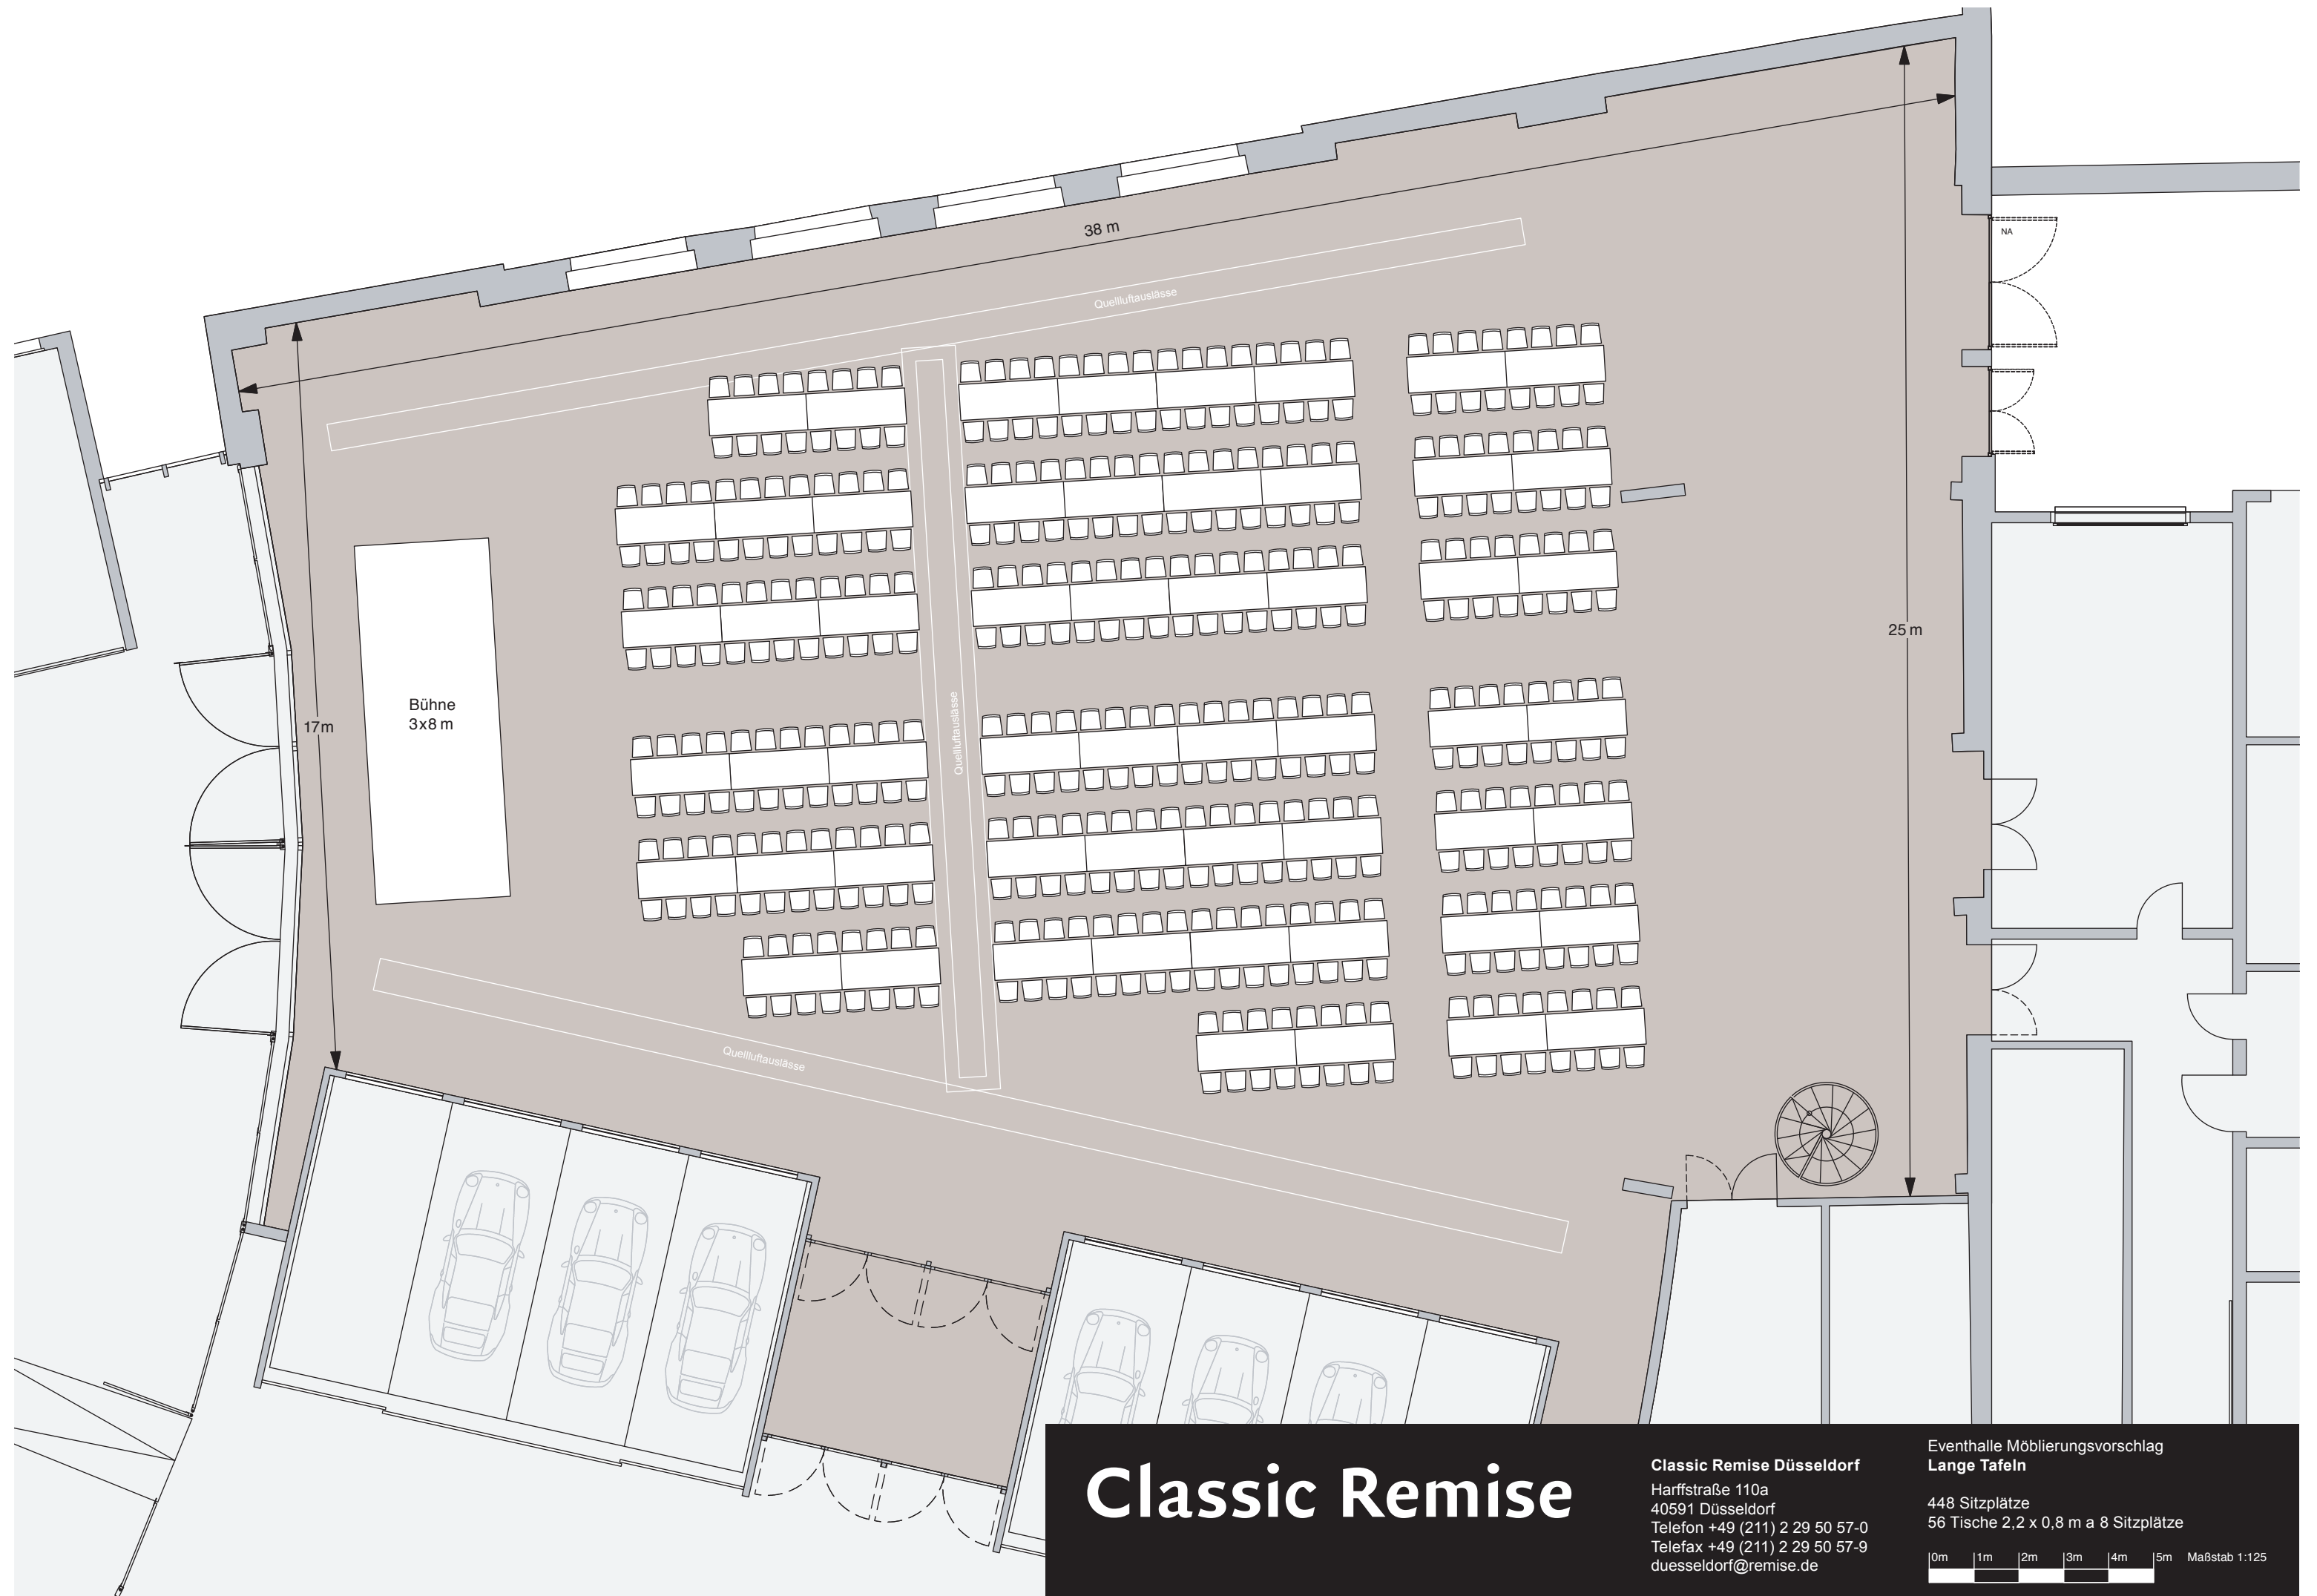 NA
38 m
Quellluftauslässe
25 m
Bühne
3x8 m
17m
Quellluftauslässe
Quellluftauslässe
Classic Remise
Classic Remise Düsseldorf
Harffstraße 110a
40591 Düsseldorf
Telefon +49 (211) 2 29 50 57-0
Telefax +49 (211) 2 29 50 57-9
duesseldorf@remise.de
Eventhalle Möblierungsvorschlag
Lange Tafeln
448 Sitzplätze
56 Tische 2,2 x 0,8 m a 8 Sitzplätze
0m 1m 2m 3m 4m 5m Maßstab 1:125